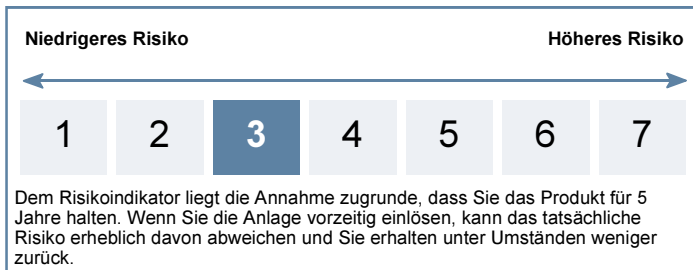 Niedrigeres Risiko Höheres Risiko
1 2 3 4 5 6 7
Dem Risikoindikator liegt die Annahme zugrunde, dass Sie das Produkt für 5
Jahre halten. Wenn Sie die Anlage vorzeitig einlösen, kann das tatsächliche
Risiko erheblich davon abweichen und Sie erhalten unter Umständen weniger
zurück.